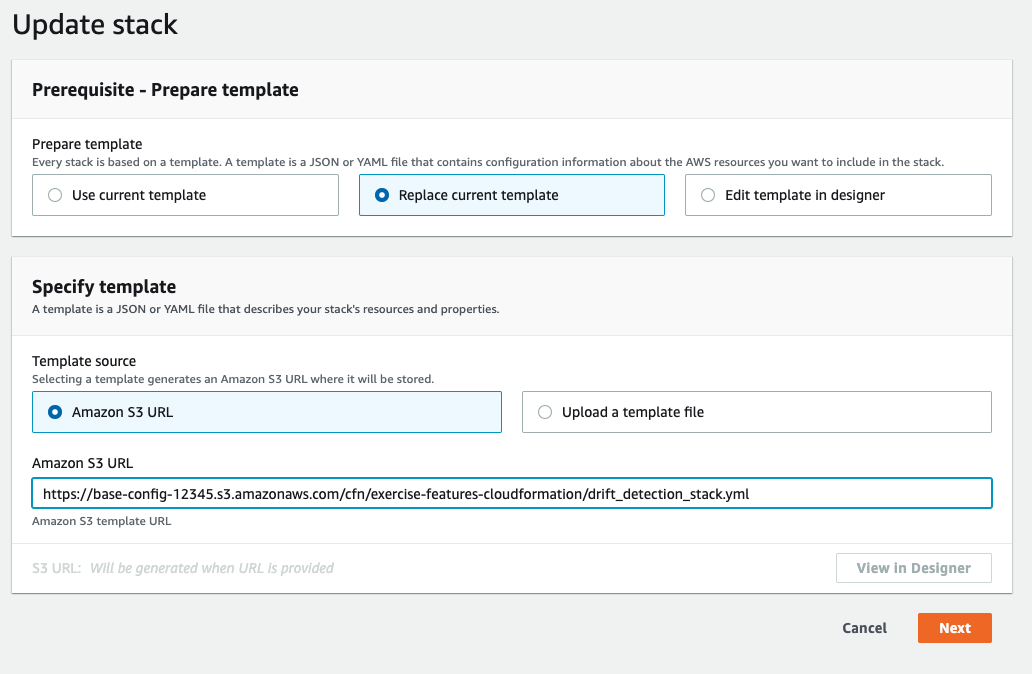 Update stack
Prerequisite - Prepare template
Prepare template
Every stack is based on a template. A template is a JSON or YAML file that contains configuration information about the AWS resources you want to include in the stack.
Use current template
Replace current template
Edit template in designer
Specify template
A template is a JSON or YAML file that describes your stack's resources and properties.
Template source
Selecting a template generates an Amazon S3 URL where it will be stored.
Amazon S3 URL
Upload a template file
Amazon S3 URL
https://base-config-12345.s3.amazonaws.com/cfn/exercise-features-cloudformation/drift_detection_stack.yml
Amazon S3 template URL
S3 URL: Will be generated when URL is provided
View in Designer
Cancel
Next